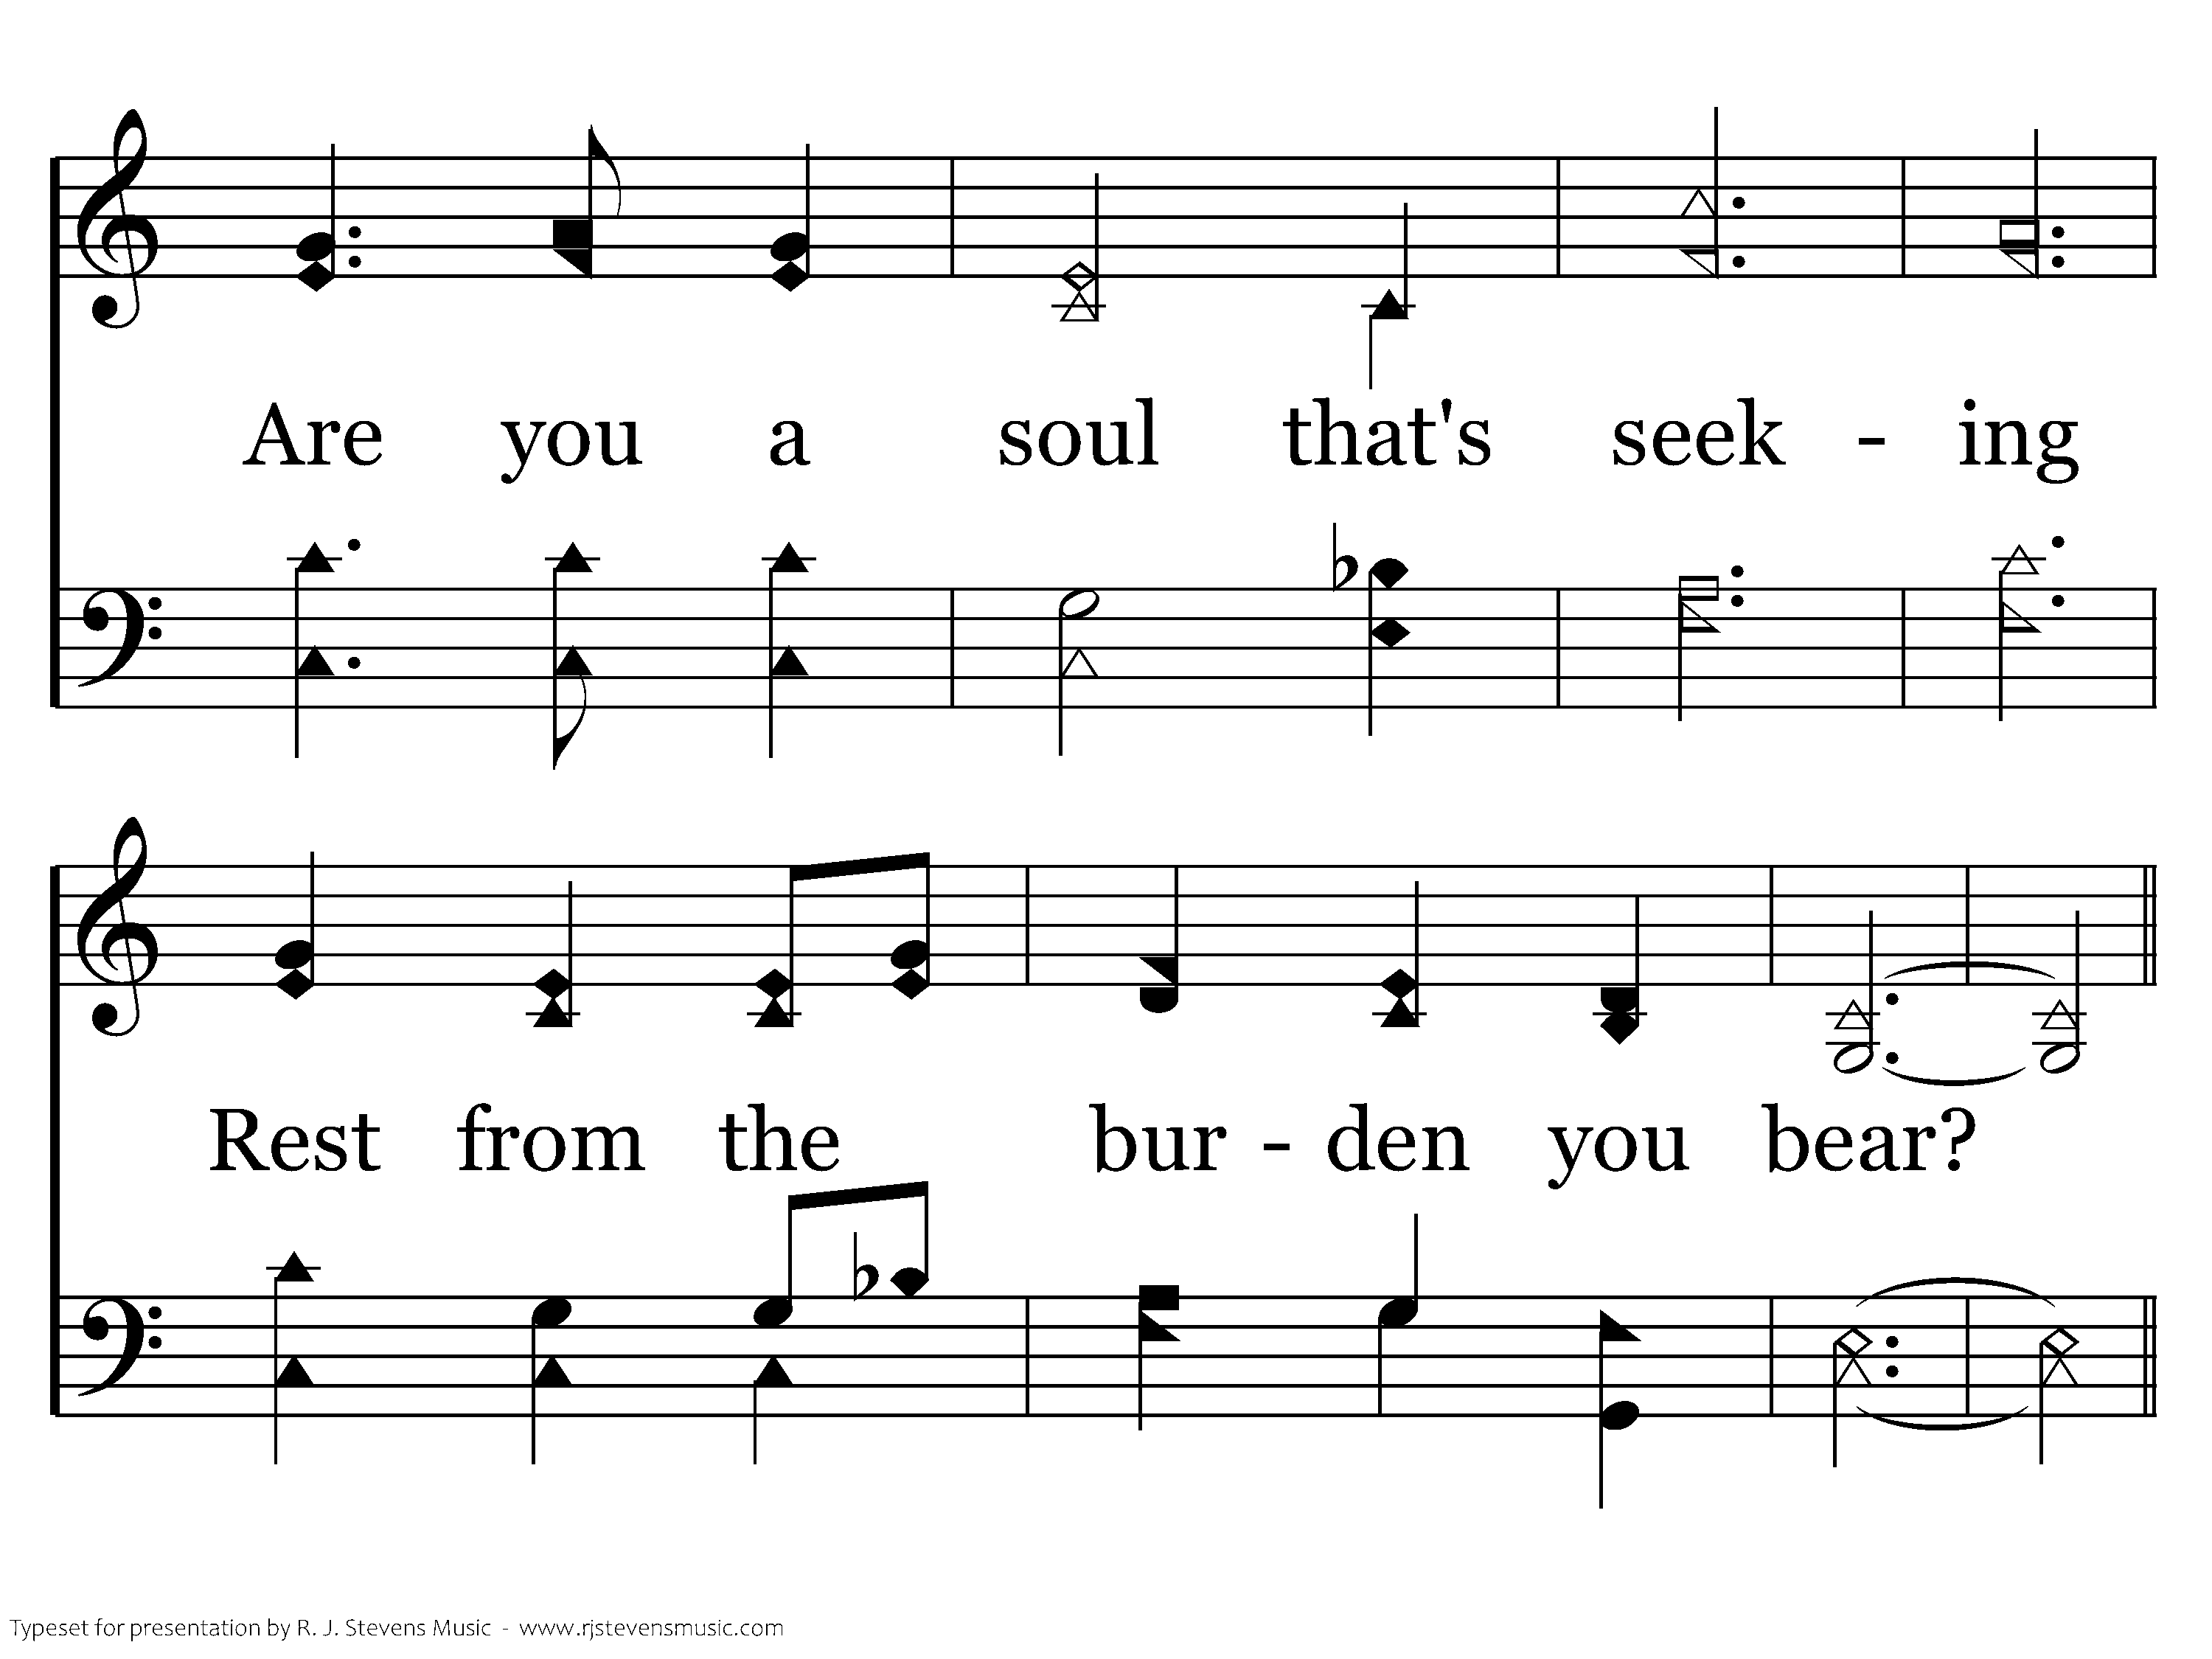 Are you a soul that's seek - ing
Rest from the bur - den you bear?
Typeset for presentation by R. J. Stevens Music - www.rjstevensmusic.com